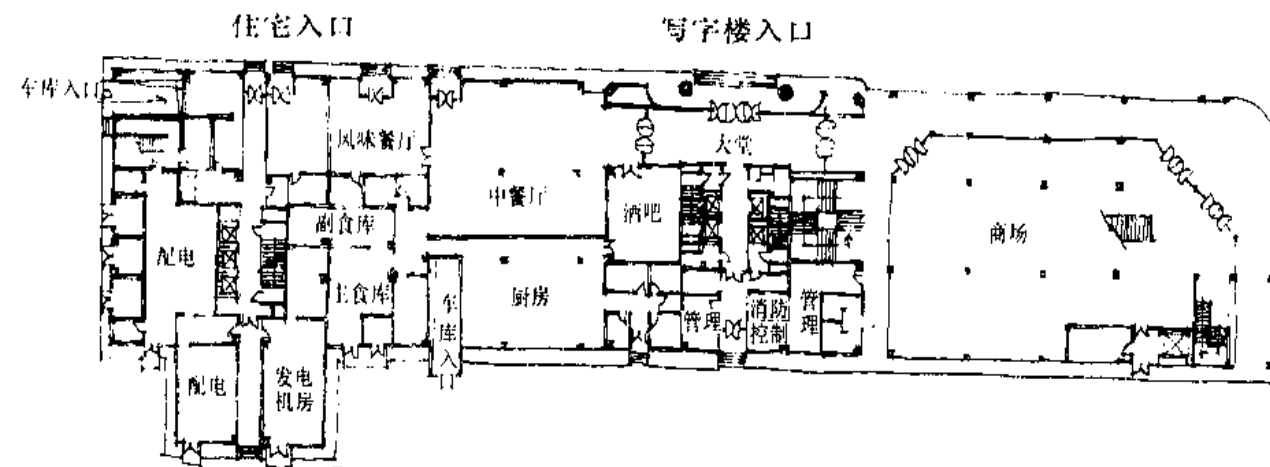 住宅入口
写字楼入口
车库入口
风味餐厅
大堂
中餐厅
酒吧
副食库
商场
配电
主食库
厨房
车库入口
管理
消防控制
管理
配电
发电机房